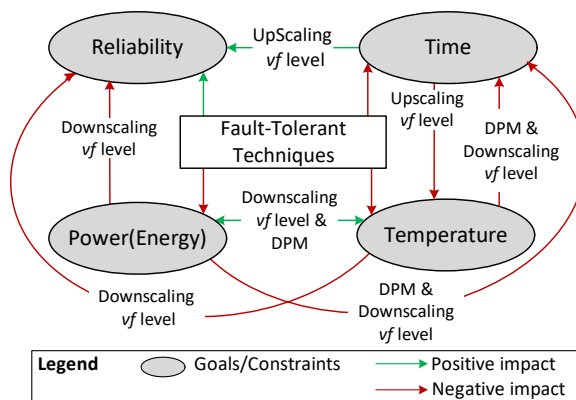 Reliability
UpScaling
vf level
Time
Downscaling
vf level
Fault-Tolerant
Techniques
Upscaling
vf level
DPM &
Downscaling
vf level
Power(Energy)
Downscaling
vf level &
DPM
Temperature
Downscaling
vf level
DPM &
Downscaling
vf level
Legend
Goals/Constraints
Positive impact
Negative impact